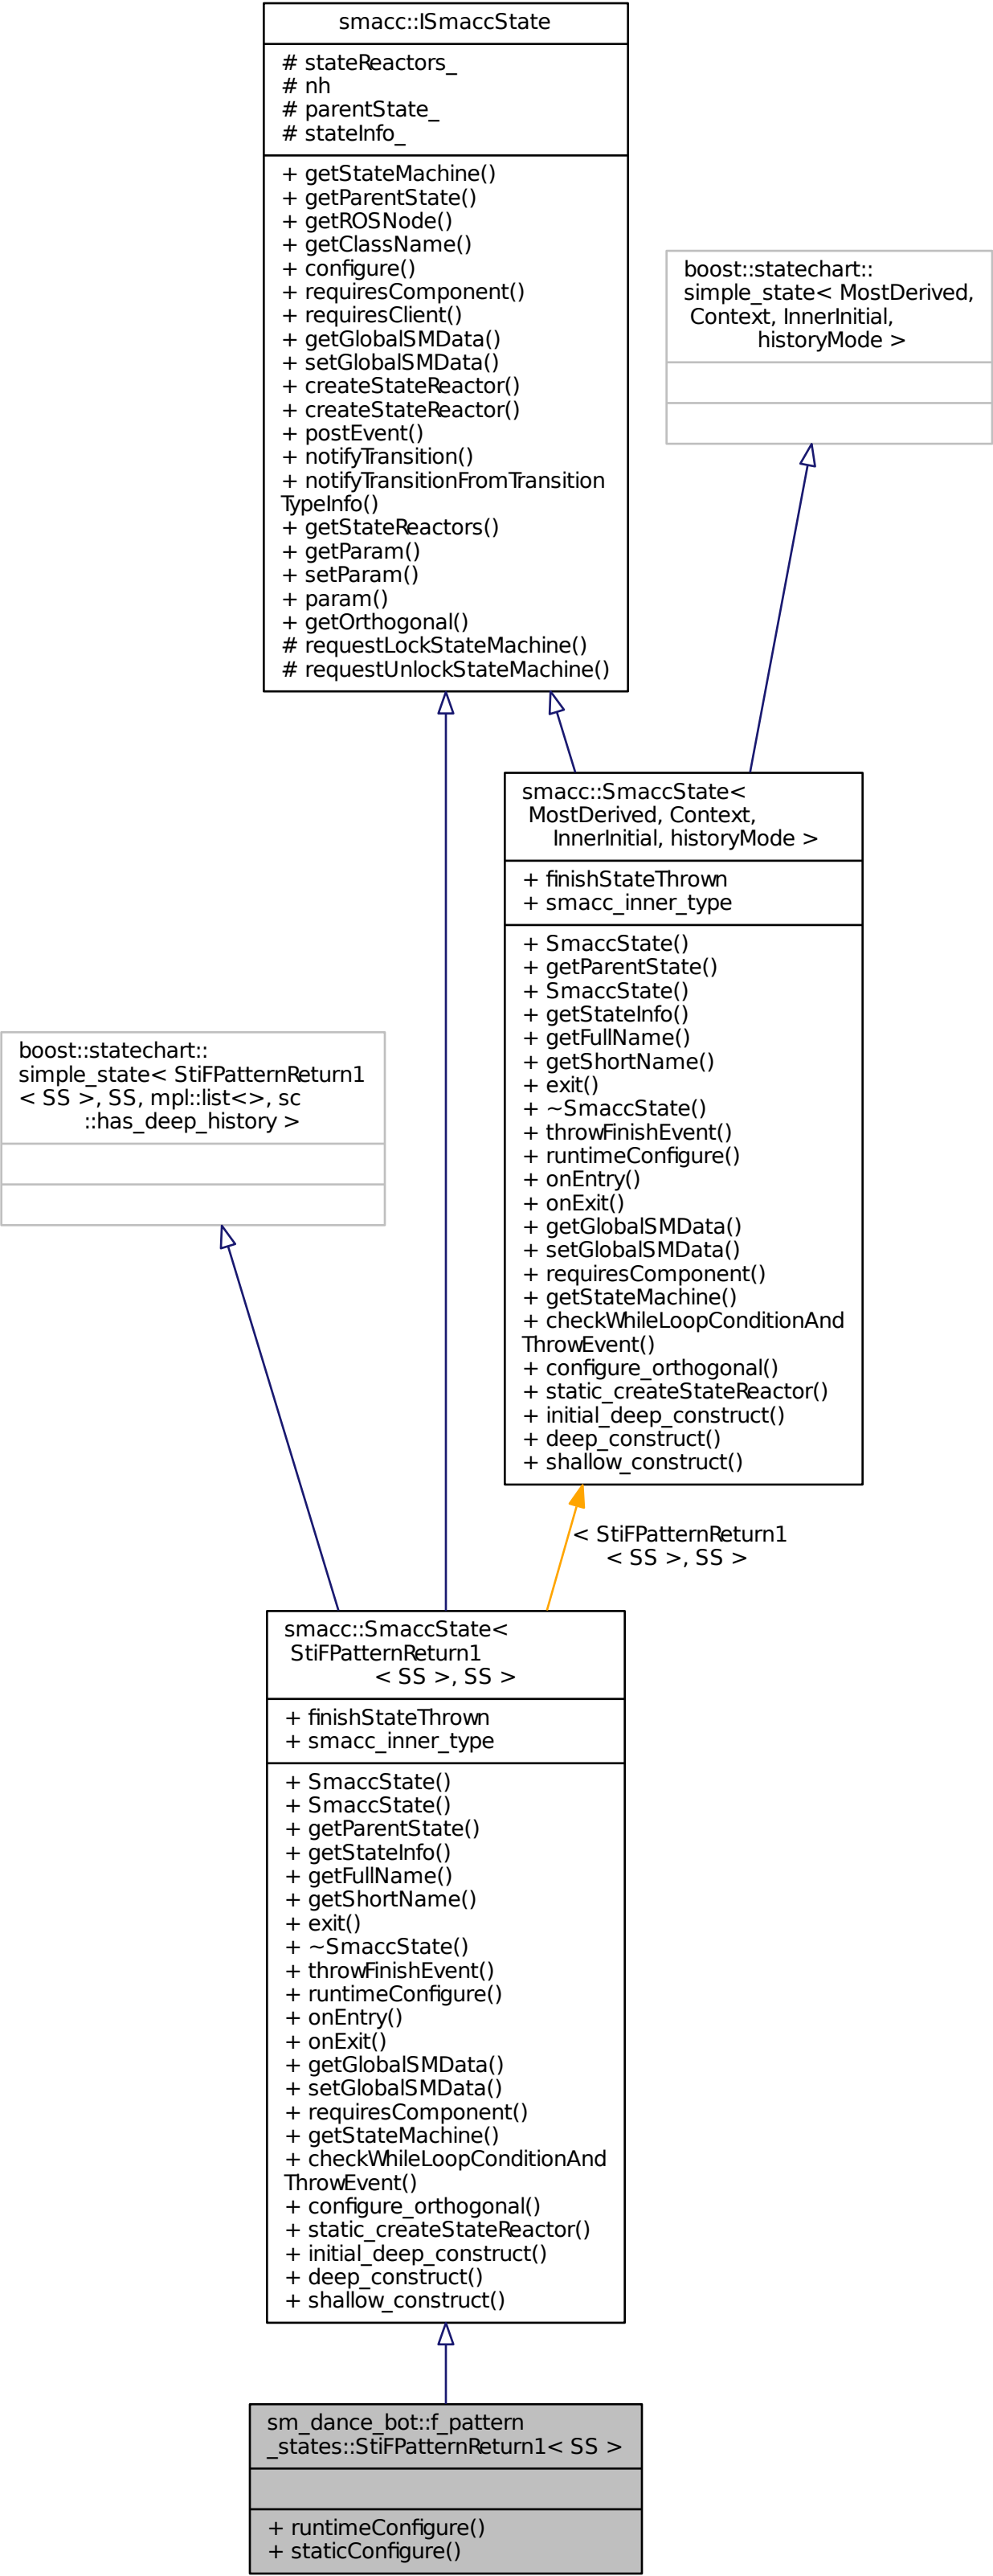 smacc::ISmaccState
# stateReactors_
# nh
# parentState_
# stateInfo_
+ getStateMachine()
+ getParentState()
+ getROSNode()
+ getClassName()
+ configure()
+ requiresComponent()
+ requiresClient()
+ getGlobalSMData()
+ setGlobalSMData()
+ createStateReactor()
+ createStateReactor()
+ postEvent()
+ notifyTransition()
+ notifyTransitionFromTransition
TypeInfo()
+ getStateReactors()
+ getParam()
+ setParam()
+ param()
+ getOrthogonal()
# requestLockStateMachine()
# requestUnlockStateMachine()
boost::statechart::
simple_state< MostDerived,
Context, InnerInitial,
historyMode >
smacc::SmaccState<
MostDerived, Context,
InnerInitial, historyMode >
+ finishStateThrown
+ smacc_inner_type
+ SmaccState()
+ getParentState()
+ SmaccState()
+ getStateInfo()
+ getFullName()
+ getShortName()
+ exit()
+ ~SmaccState()
+ throwFinishEvent()
+ runtimeConfigure()
+ onEntry()
+ onExit()
+ getGlobalSMData()
+ setGlobalSMData()
+ requiresComponent()
+ getStateMachine()
+ checkWhileLoopConditionAnd
ThrowEvent()
+ configure_orthogonal()
+ static_createStateReactor()
+ initial_deep_construct()
+ deep_construct()
+ shallow_construct()
boost::statechart::
simple_state< StiFPatternReturn1
< SS >, SS, mpl::list<>, sc
::has_deep_history >
< StiFPatternReturn1
< SS >, SS >
smacc::SmaccState<
StiFPatternReturn1
< SS >, SS >
+ finishStateThrown
+ smacc_inner_type
+ SmaccState()
+ SmaccState()
+ getParentState()
+ getStateInfo()
+ getFullName()
+ getShortName()
+ exit()
+ ~SmaccState()
+ throwFinishEvent()
+ runtimeConfigure()
+ onEntry()
+ onExit()
+ getGlobalSMData()
+ setGlobalSMData()
+ requiresComponent()
+ getStateMachine()
+ checkWhileLoopConditionAnd
ThrowEvent()
+ configure_orthogonal()
+ static_createStateReactor()
+ initial_deep_construct()
+ deep_construct()
+ shallow_construct()
sm_dance_bot::f_pattern
_states::StiFPatternReturn1< SS >
+ runtimeConfigure()
+ staticConfigure()